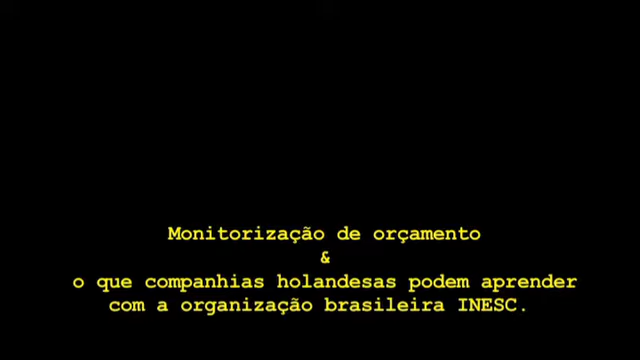 Monitorização de orçamento
&
o que companhias holandesas podem aprender
com a organização brasileira INESC.